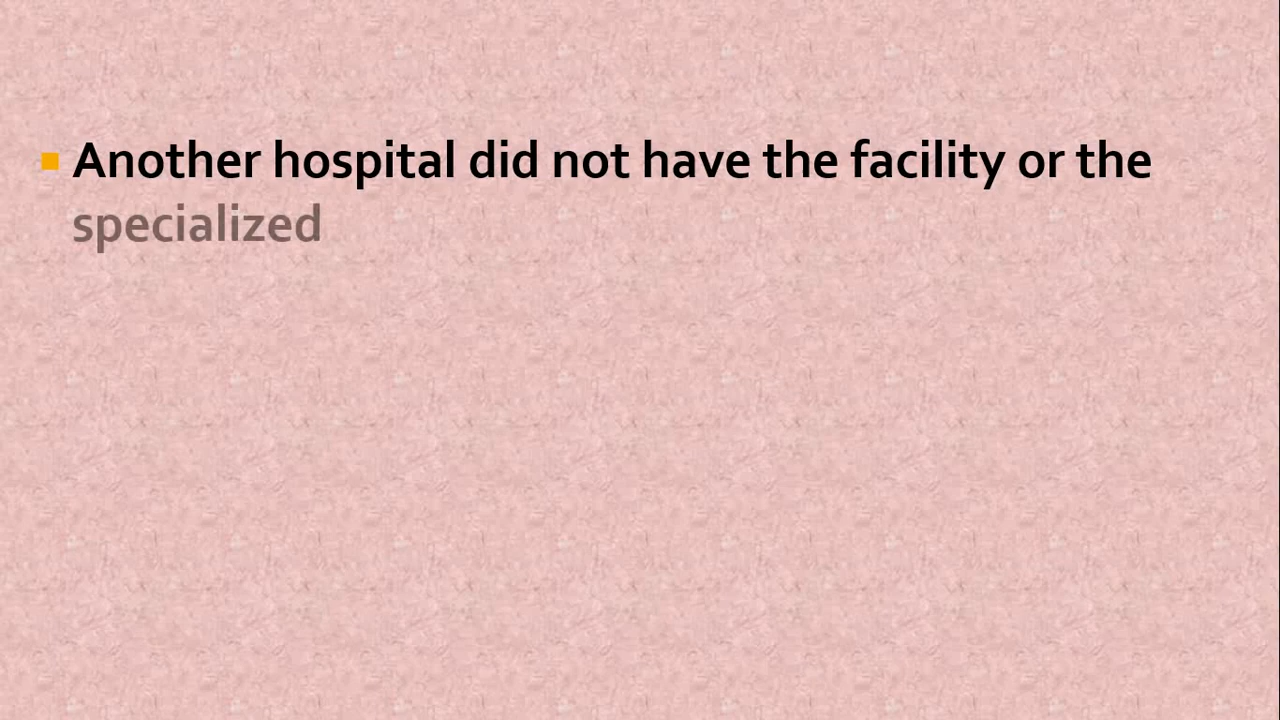 Another hospital did not have the facility or the
specialized